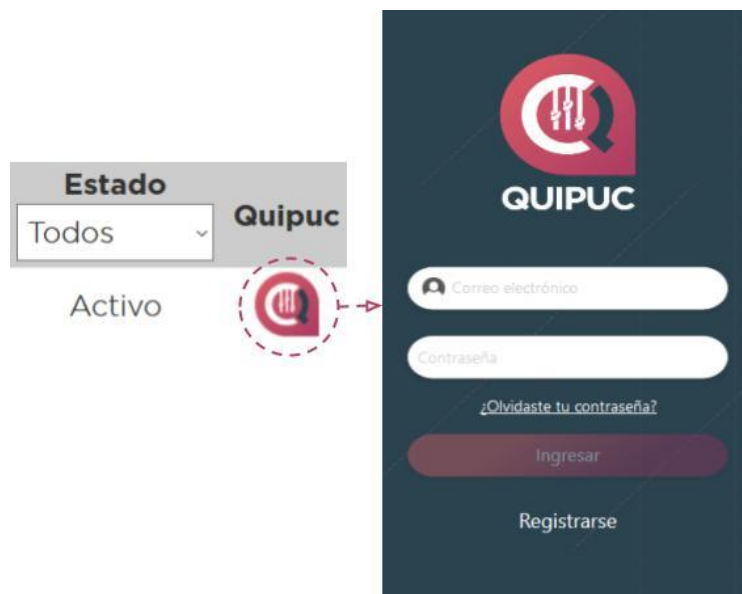 Estado
Todos
Quipuc
Activo
QUIPUC
Correo electrónico
Contraseña
¿Olvidaste tu contraseña?
Ingresar
Registrarse